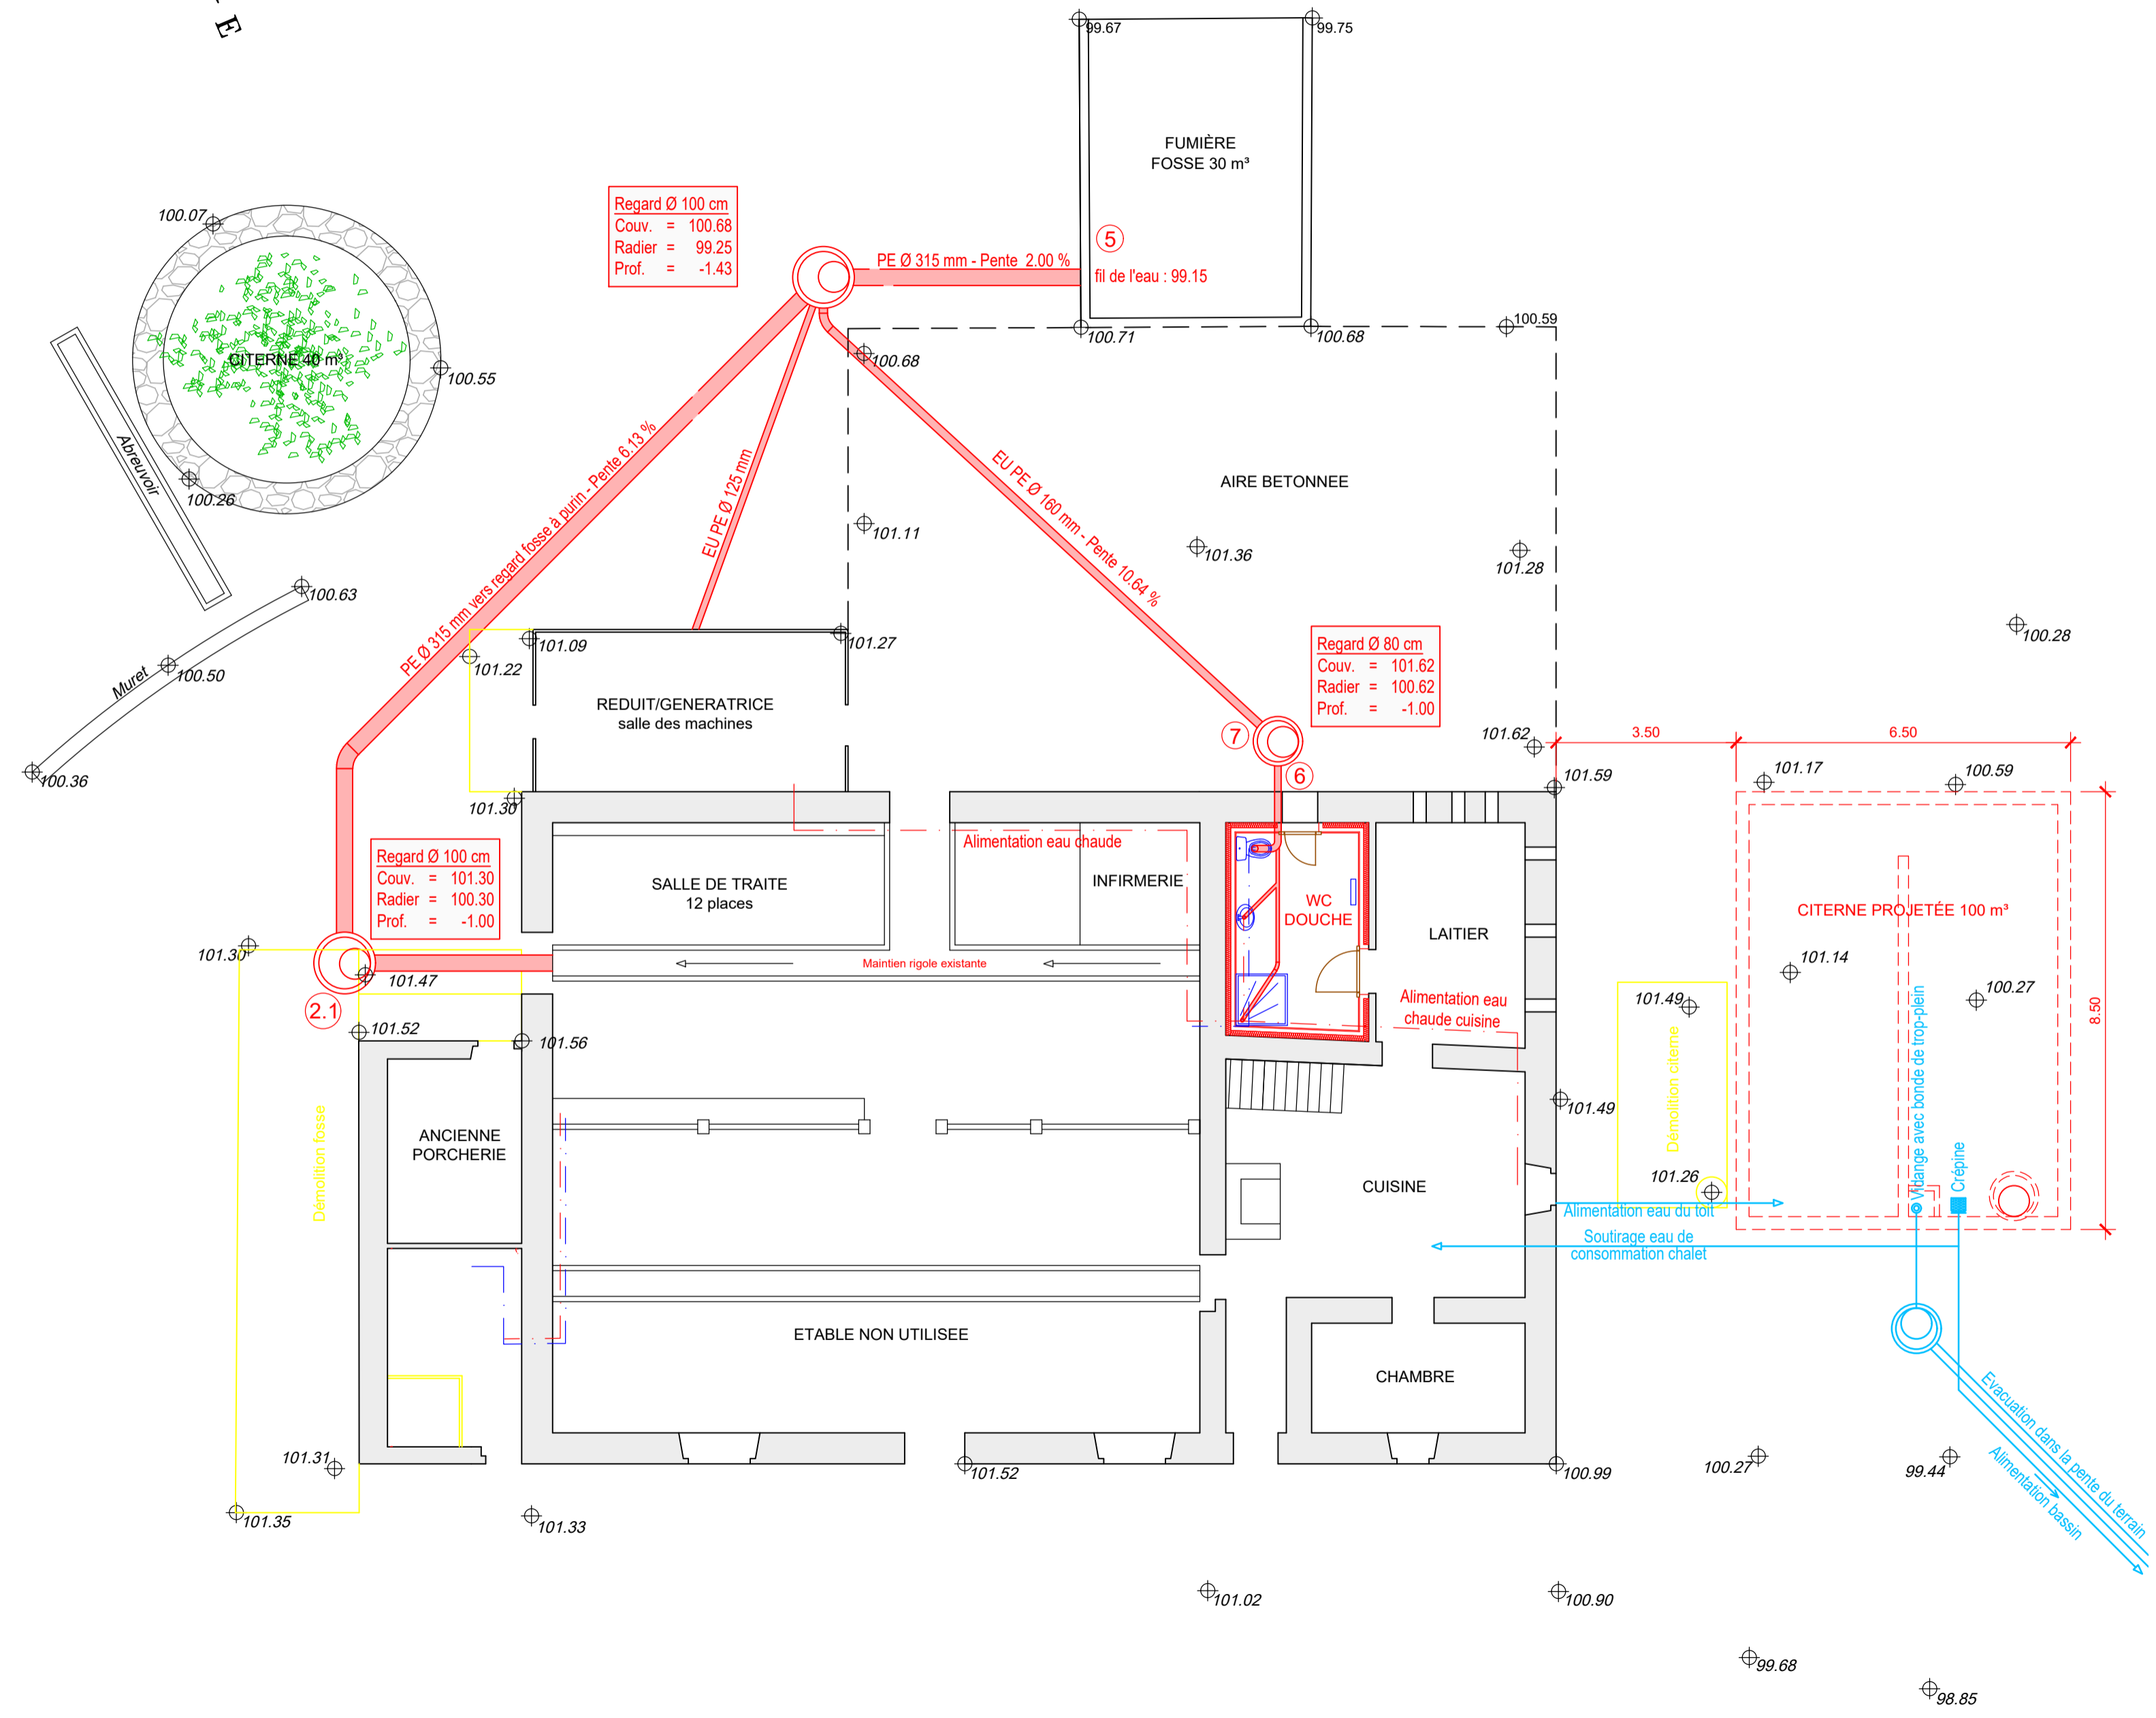 E
99.67
99.75
FUMIÈRE
FOSSE 30 m³
Regard Ø 100 cm
Couv. = 100.68
Radier = 99.25
Prof. = -1.43
PE Ø 315 mm - Pente 2.00 %
5
fil de l'eau : 99.15
100.07
CITERNE 40 m³
100.55
100.26
Abreuvoir
100.71
100.68
100.59
100.68
PE Ø 315 mm vers regard fosse à purin - Pente 6.13 %
EU PE Ø 125 mm
EU PE Ø 160 mm - Pente 10.64 %
AIRE BETONNEE
101.11
101.36
101.28
100.63
100.50
Muret
100.36
101.22
101.09
101.27
100.28
REDUIT/GENERATRICE
salle des machines
Regard Ø 80 cm
Couv. = 101.62
Radier = 100.62
Prof. = -1.00
7
6
101.62
3.50
6.50
101.59
101.17
100.59
101.30
Regard Ø 100 cm
Couv. = 101.30
Radier = 100.30
Prof. = -1.00
Alimentation eau chaude
SALLE DE TRAITE
12 places
INFIRMERIE
WC
DOUCHE
LAITIER
CITERNE PROJETÉE 100 m³
101.30
101.47
2.1
Maintien rigole existante
101.14
100.27
101.49
8.50
Alimentation eau
chaude cuisine
101.52
101.56
Démolition fosse
ANCIENNE
PORCHERIE
101.49
Démolition citerne
101.26
Vidange avec bonde de trop-plein
Crépine
CUISINE
Alimentation eau du toit
Soutirage eau de
consommation chalet
ETABLE NON UTILISEE
CHAMBRE
101.31
101.35
101.33
101.52
100.99
100.27
99.44
Evacuation dans la pente du terrain
Alimentation bassin
101.02
100.90
99.68
98.85